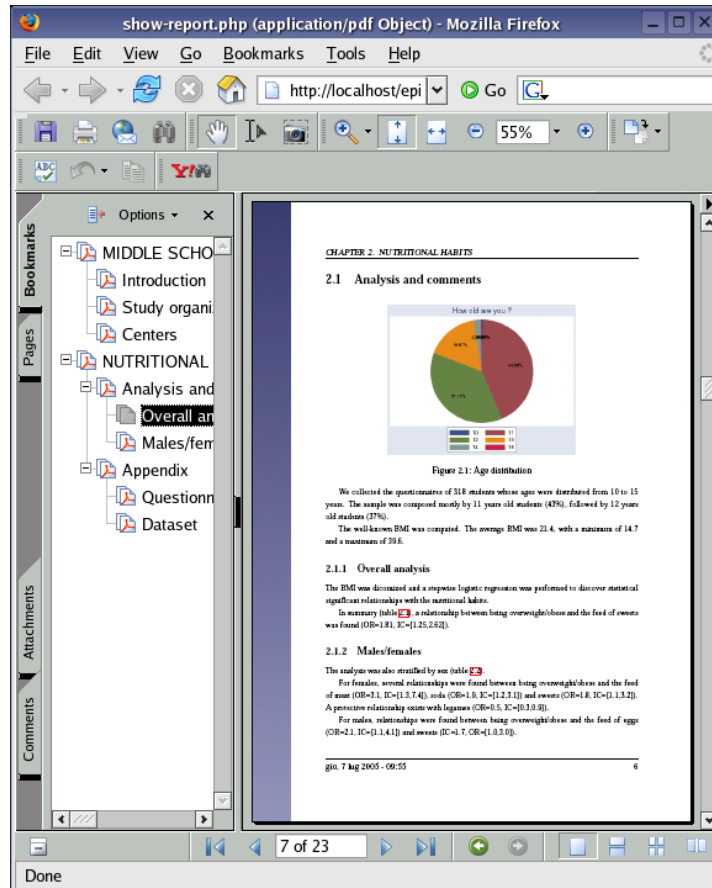 show-report.php (application/pdf Object) - Mozilla Firefox
File Edit View Go Bookmarks Tools Help
http://localhost/epi Go G
55%
ABC Y!
Bookmarks
Pages
Attachments
Comments
Options
MIDDLE SCHO
Introduction
Study organi
Centers
NUTRITIONAL
Analysis and
Overall an
Males/fem
Appendix
Questionn
Dataset
CHAPTER 2. NUTRITIONAL HABITS
2.1 Analysis and comments
How old are you ?
10 11
12 13
Figure 2.1: Age distribution
We collected the questionnaires of 318 students whose ages were distributed from 10 to 15
years. The sample was composed mostly by 11 years old students (43%), followed by 12 years
old students (37%).
The well-known BMI was computed. The average BMI was 21.4, with a minimum of 14.7
and a maximum of 39.6.
2.1.1 Overall analysis
The BMI was dicomized and a stepwise logistic regression was performed to discover statistical
significant relationships with the nutritional habits.
In summary (table 2.1), a relationship between being overweight/obese and the feed of sweets
was found (OR=1.81, IC=[1.25,2.62]).
2.1.2 Males/females
The analysis was also stratified by sex (table 2.2).
For females, several relationships were found between being overweight/obese and the feed
of meat (OR=3.1, IC=[1.3,7.4]), soda (OR=1.9, IC=[1.2,3.1]) and sweets (OR=1.8, IC=[1.1,3.2]).
A protective relationship exists with legames (OR=0.5, IC=[0.3,0.9]).
For males, relationships were found between being overweight/obese and the feed of eggs
(OR=2.1, IC=[1.1,4.1]) and sweets (IC=1.7, OR=[1.0,3.0]).
gio, 7 lug 2005 - 09:55 6
7 of 23
Done